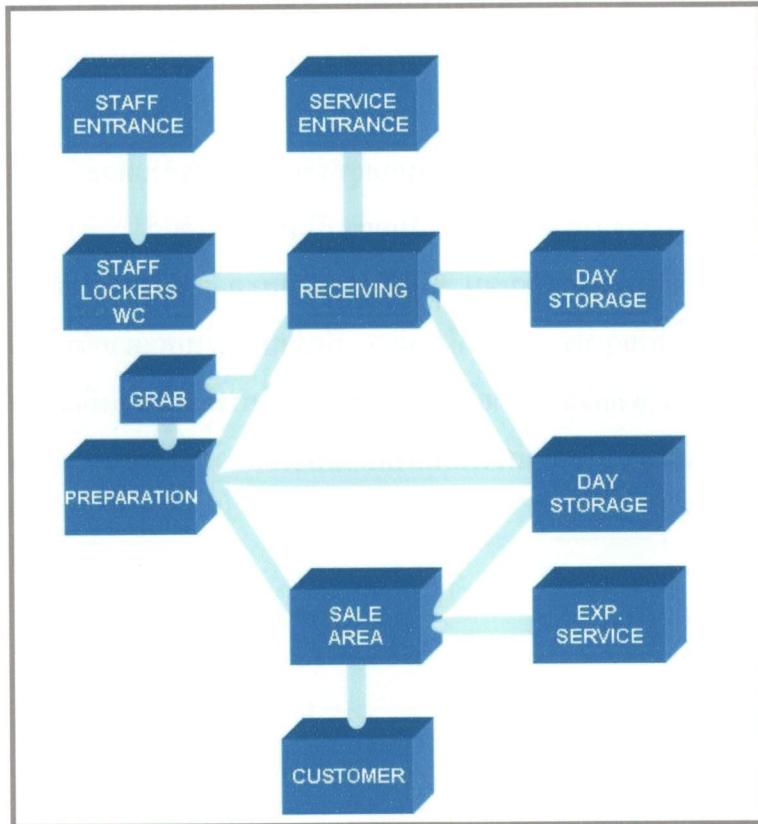 STAFF
ENTRANCE
SERVICE
ENTRANCE
STAFF
LOCKERS
WC
RECEIVING
DAY
STORAGE
GRAB
PREPARATION
DAY
STORAGE
SALE
AREA
EXP.
SERVICE
CUSTOMER